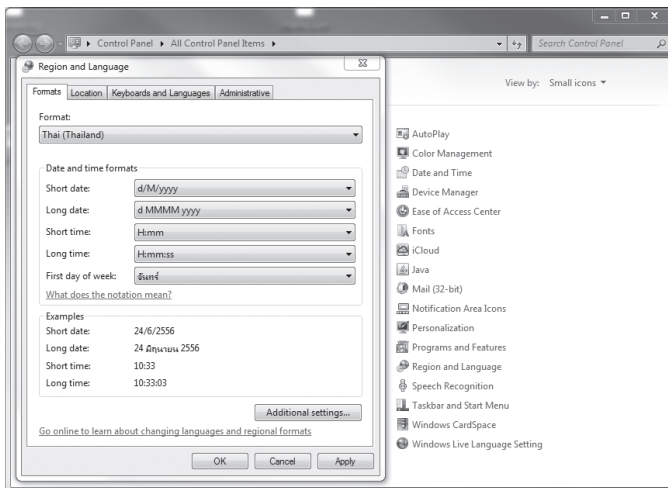 Control Panel All Control Panel Items
Search Control Panel
Region and Language
View by: Small icons
Formats Location Keyboards and Languages Administrative
Format:
Thai (Thailand)
Date and time formats
Short date: d/M/yyyy
Long date: d MMMM yyyy
Short time: H:mm
Long time: H:mm:ss
First day of week: จันทร์
What does the notation mean?
Examples
Short date: 24/6/2556
Long date: 24 มิถุนายน 2556
Short time: 10:33
Long time: 10:33:03
Additional settings...
Go online to learn about changing languages and regional formats
OK Cancel Apply
AutoPlay
Color Management
Date and Time
Device Manager
Ease of Access Center
Fonts
iCloud
Java
Mail (32-bit)
Notification Area Icons
Personalization
Programs and Features
Region and Language
Speech Recognition
Taskbar and Start Menu
Windows CardSpace
Windows Live Language Setting